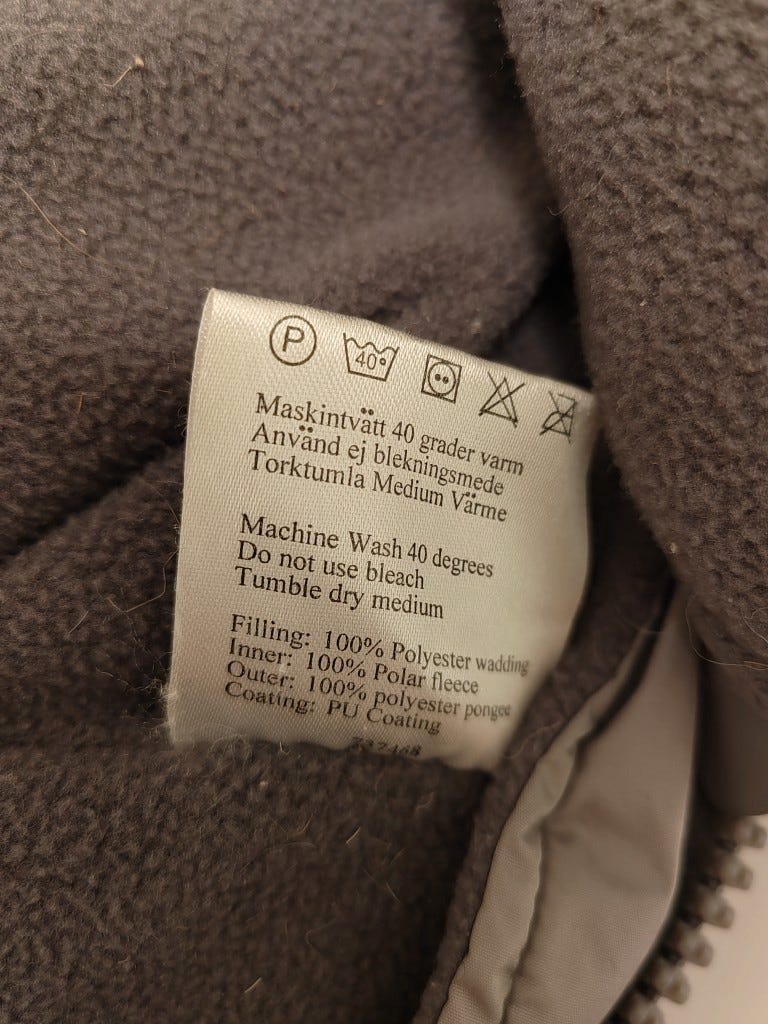 P
40°
Maskintvätt 40 grader varm
Använd ej blekningsmede
Torktumla Medium Värme
Machine Wash 40 degrees
Do not use bleach
Tumble dry medium
Filling: 100% Polyester wadding
Inner: 100% Polar fleece
Outer: 100% polyester pongee
Coating: PU Coating